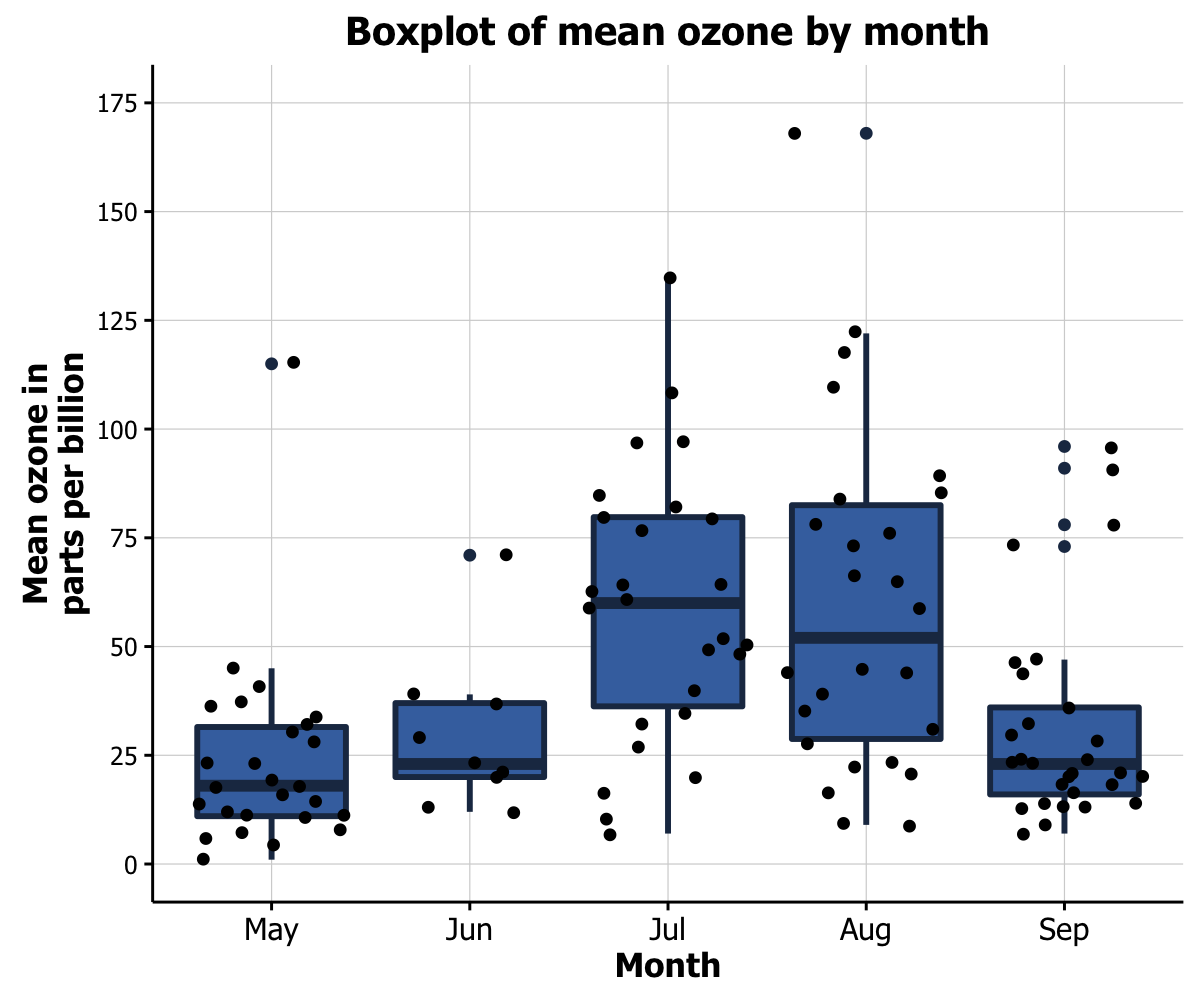 Boxplot of mean ozone by month
Mean ozone in
parts per billion
175
150
125
100
75
50
25
0
May
Jun
Jul
Aug
Sep
Month